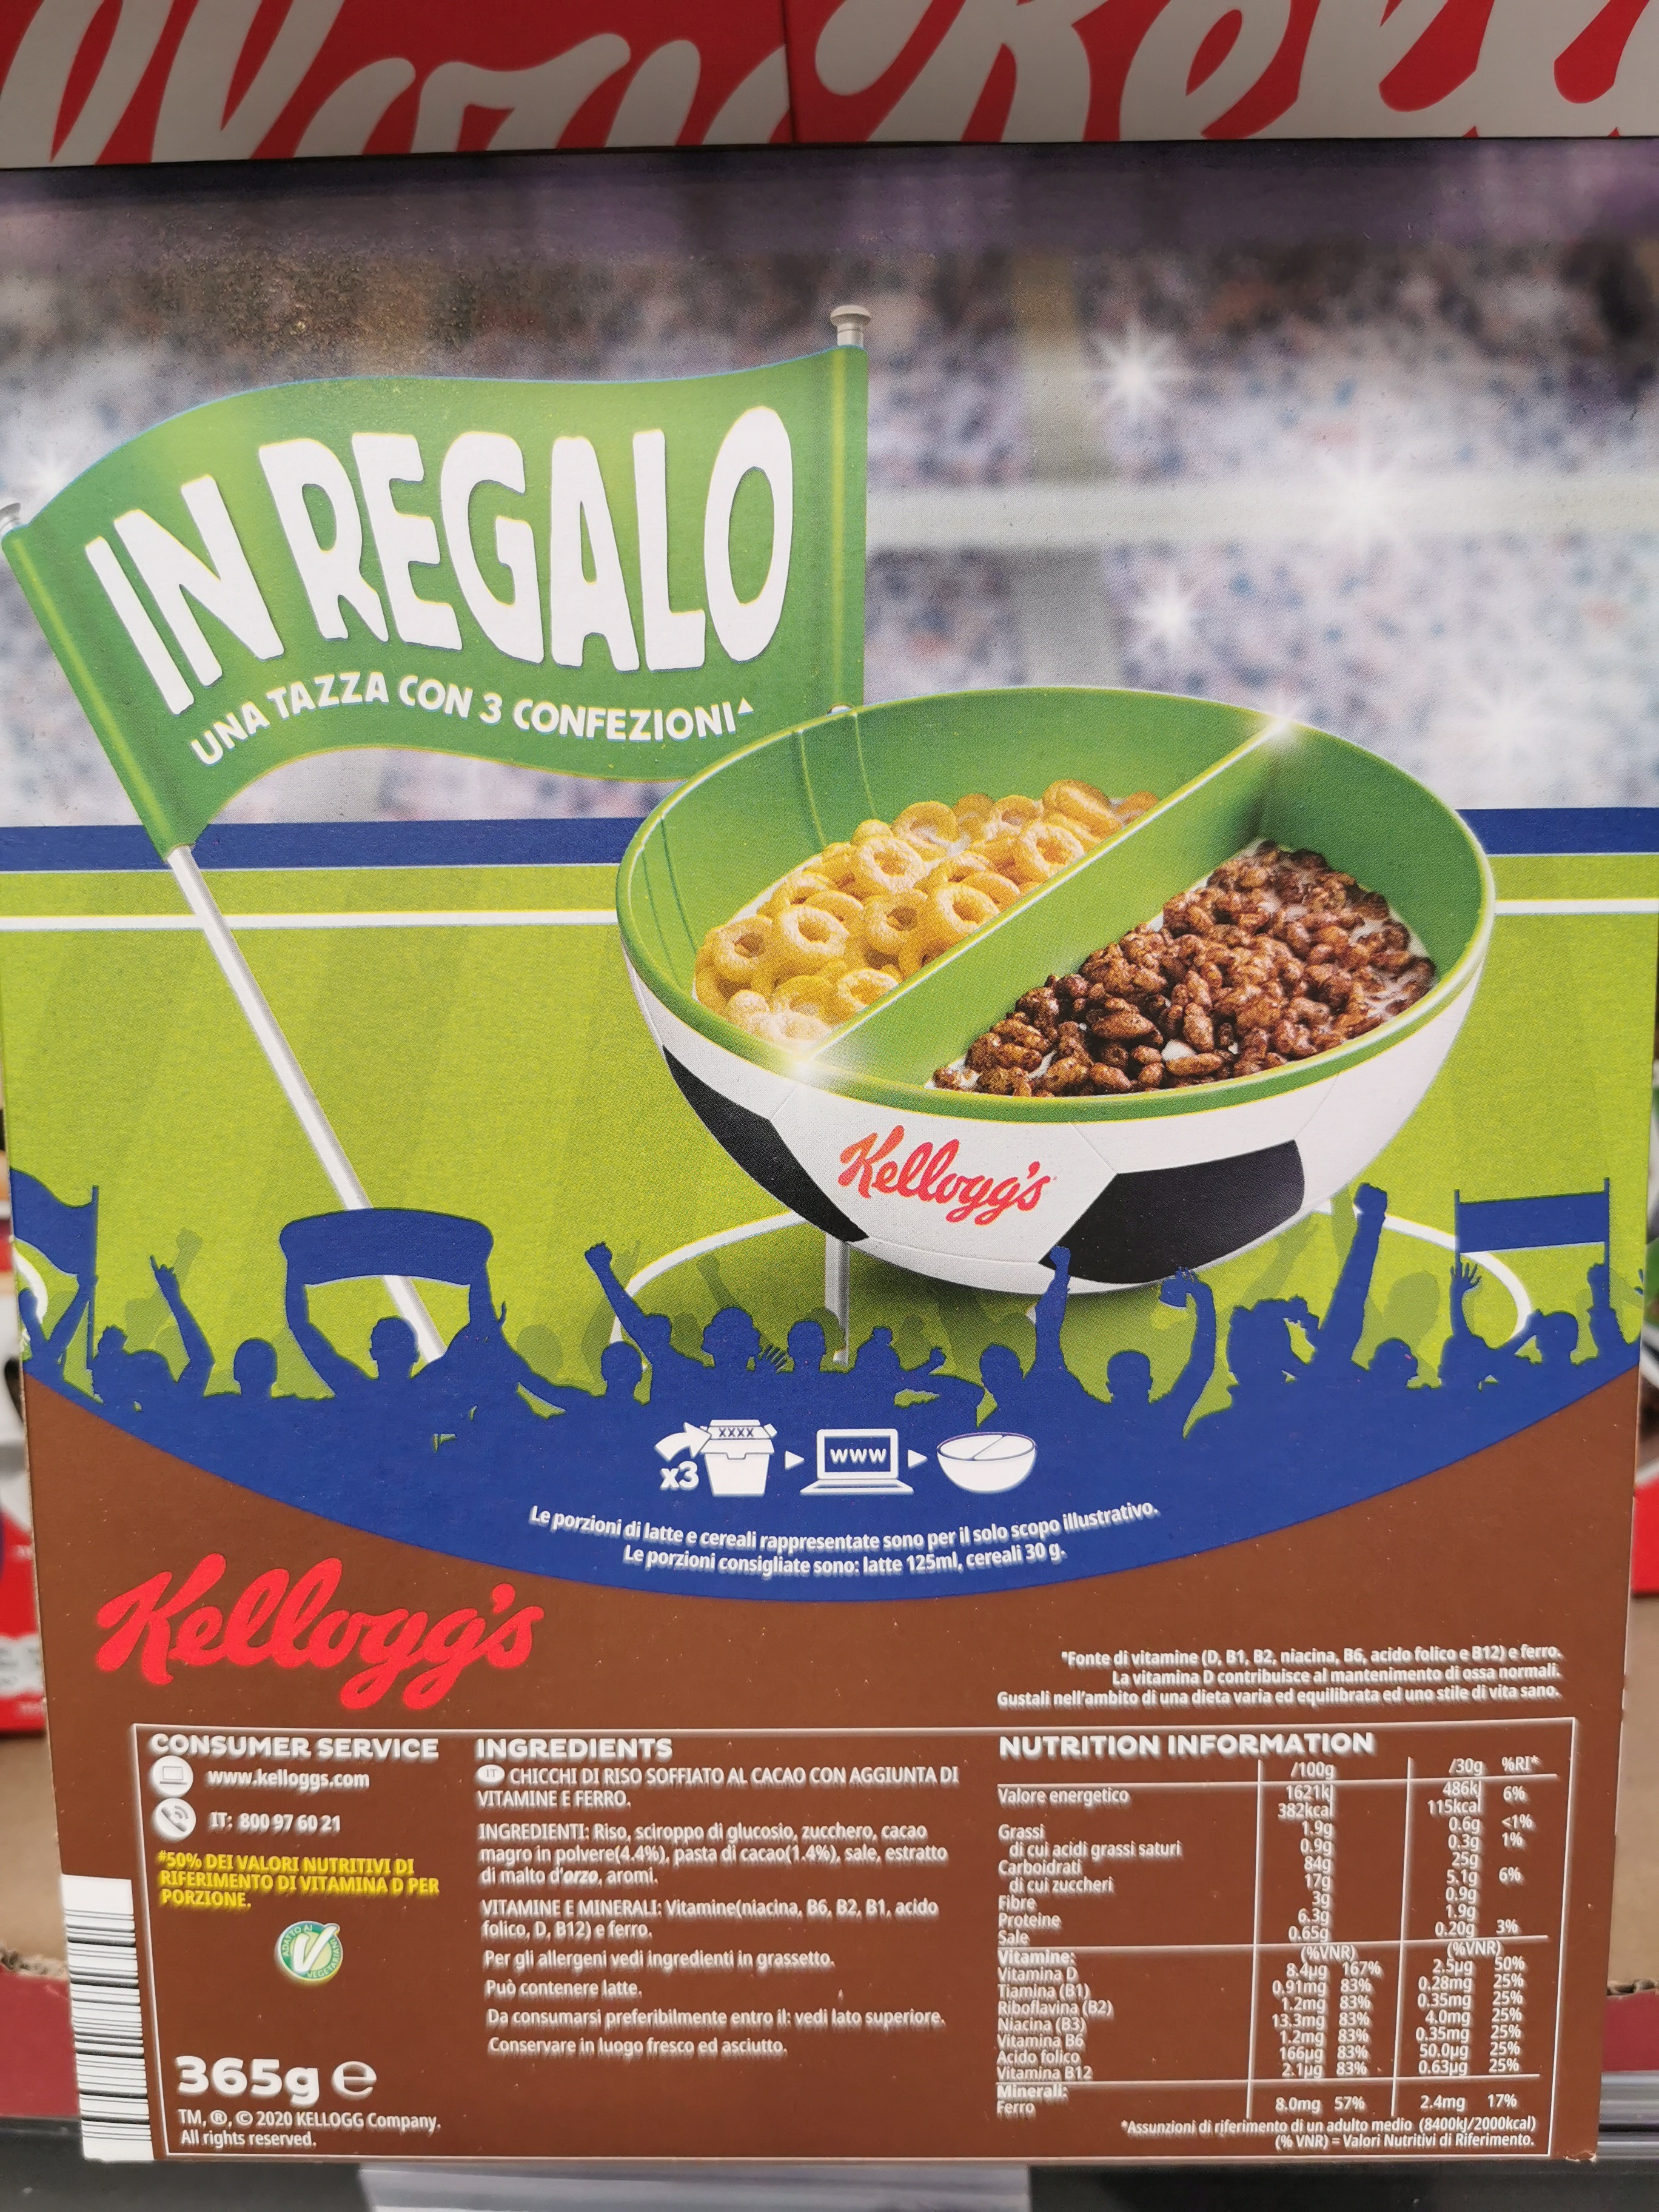 IN REGALO
UNA TAZZA CON 3 CONFEZIONI▲
Kellogg's
XXXX
x3
www
Le porzioni di latte e cereali rappresentate sono per il solo scopo illustrativo.
Le porzioni consigliate sono: latte 125ml, cereali 30 g.
Kellogg's
*Fonte di vitamine (D, B1, B2, niacina, B6, acido folico e B12) e ferro.
La vitamina D contribuisce al mantenimento di ossa normali.
Gustali nell'ambito di una dieta varia ed equilibrata ed uno stile di vita sano.
CONSUMER SERVICE
www.kelloggs.com
IT: 800 97 60 21
#50% DEI VALORI NUTRITIVI DI
RIFERIMENTO DI VITAMINA D PER
PORZIONE.
ADATTO AI VEGETARIANI
365g e
TM, ®, © 2020 KELLOGG Company.
All rights reserved.
INGREDIENTS
IT CHICCHI DI RISO SOFFIATO AL CACAO CON AGGIUNTA DI
VITAMINE E FERRO.
INGREDIENTI: Riso, sciroppo di glucosio, zucchero, cacao
magro in polvere(4.4%), pasta di cacao(1.4%), sale, estratto
di malto d'orzo, aromi.
VITAMINE E MINERALI: Vitamine(niacina, B6, B2, B1, acido
folico, D, B12) e ferro.
Per gli allergeni vedi ingredienti in grassetto.
Può contenere latte.
Da consumarsi preferibilmente entro il: vedi lato superiore.
Conservare in luogo fresco ed asciutto.
NUTRITION INFORMATION
/100g /30g %RI*
Valore energetico 1621kJ 486kJ 6%
382kcal 115kcal
Grassi 1.9g 0.6g <1%
di cui acidi grassi saturi 0.9g 0.3g 1%
Carboidrati 84g 25g
di cui zuccheri 17g 5.1g 6%
Fibre 3g 0.9g
Proteine 6.3g 1.9g
Sale 0.65g 0.20g 3%
Vitamine: (%VNR) (%VNR)
Vitamina D 8.4µg 167% 2.5µg 50%
Tiamina (B1) 0.91mg 83% 0.28mg 25%
Riboflavina (B2) 1.2mg 83% 0.35mg 25%
Niacina (B3) 13.3mg 83% 4.0mg 25%
Vitamina B6 1.2mg 83% 0.35mg 25%
Acido folico 166µg 83% 50.0µg 25%
Vitamina B12 2.1µg 83% 0.63µg 25%
Minerali:
Ferro 8.0mg 57% 2.4mg 17%
*Assunzioni di riferimento di un adulto medio (8400kJ/2000kcal)
(% VNR) = Valori Nutritivi di Riferimento.